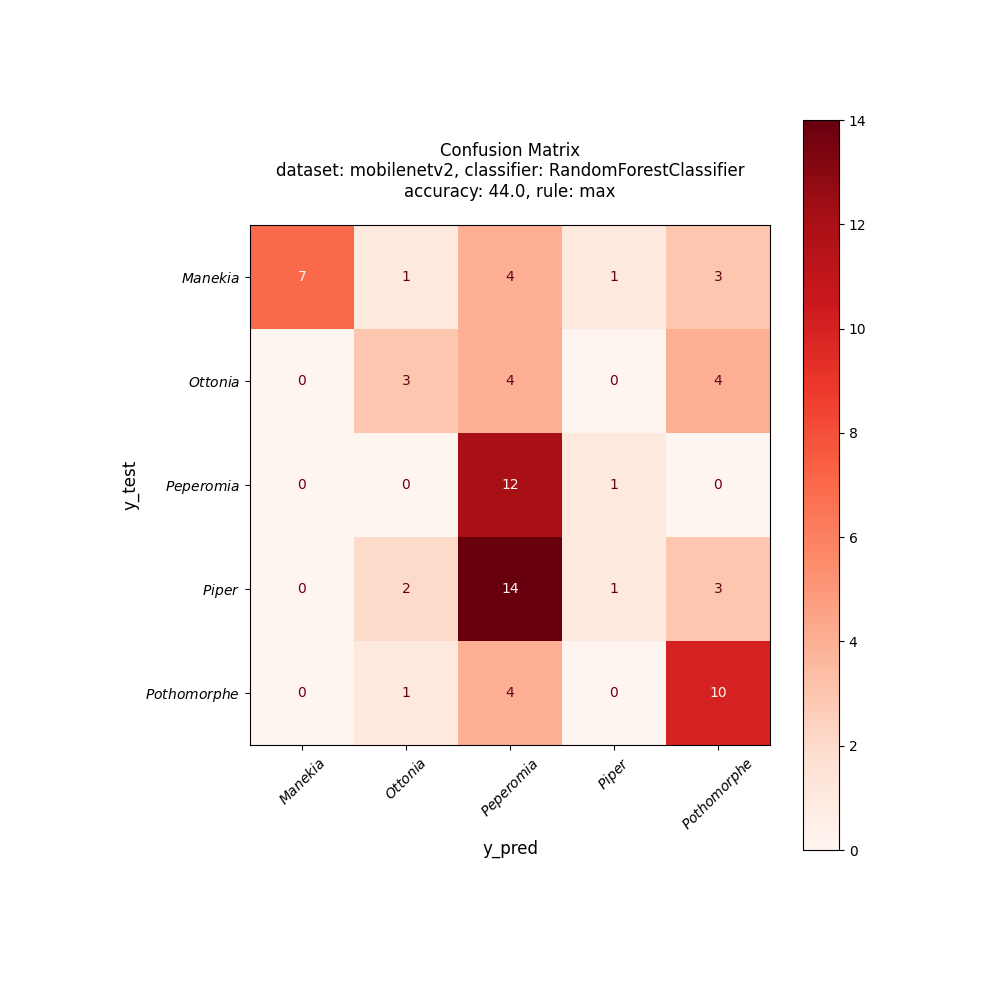 Confusion Matrix
dataset: mobilenetv2, classifier: RandomForestClassifier
accuracy: 44.0, rule: max
14
12
10
8
6
4
2
0
y_test
Manekia 7 1 4 1 3
Ottonia 0 3 4 0 4
Peperomia 0 0 12 1 0
Piper 0 2 14 1 3
Pothomorphe 0 1 4 0 10
Manekia Ottonia Peperomia Piper Pothomorphe
y_pred